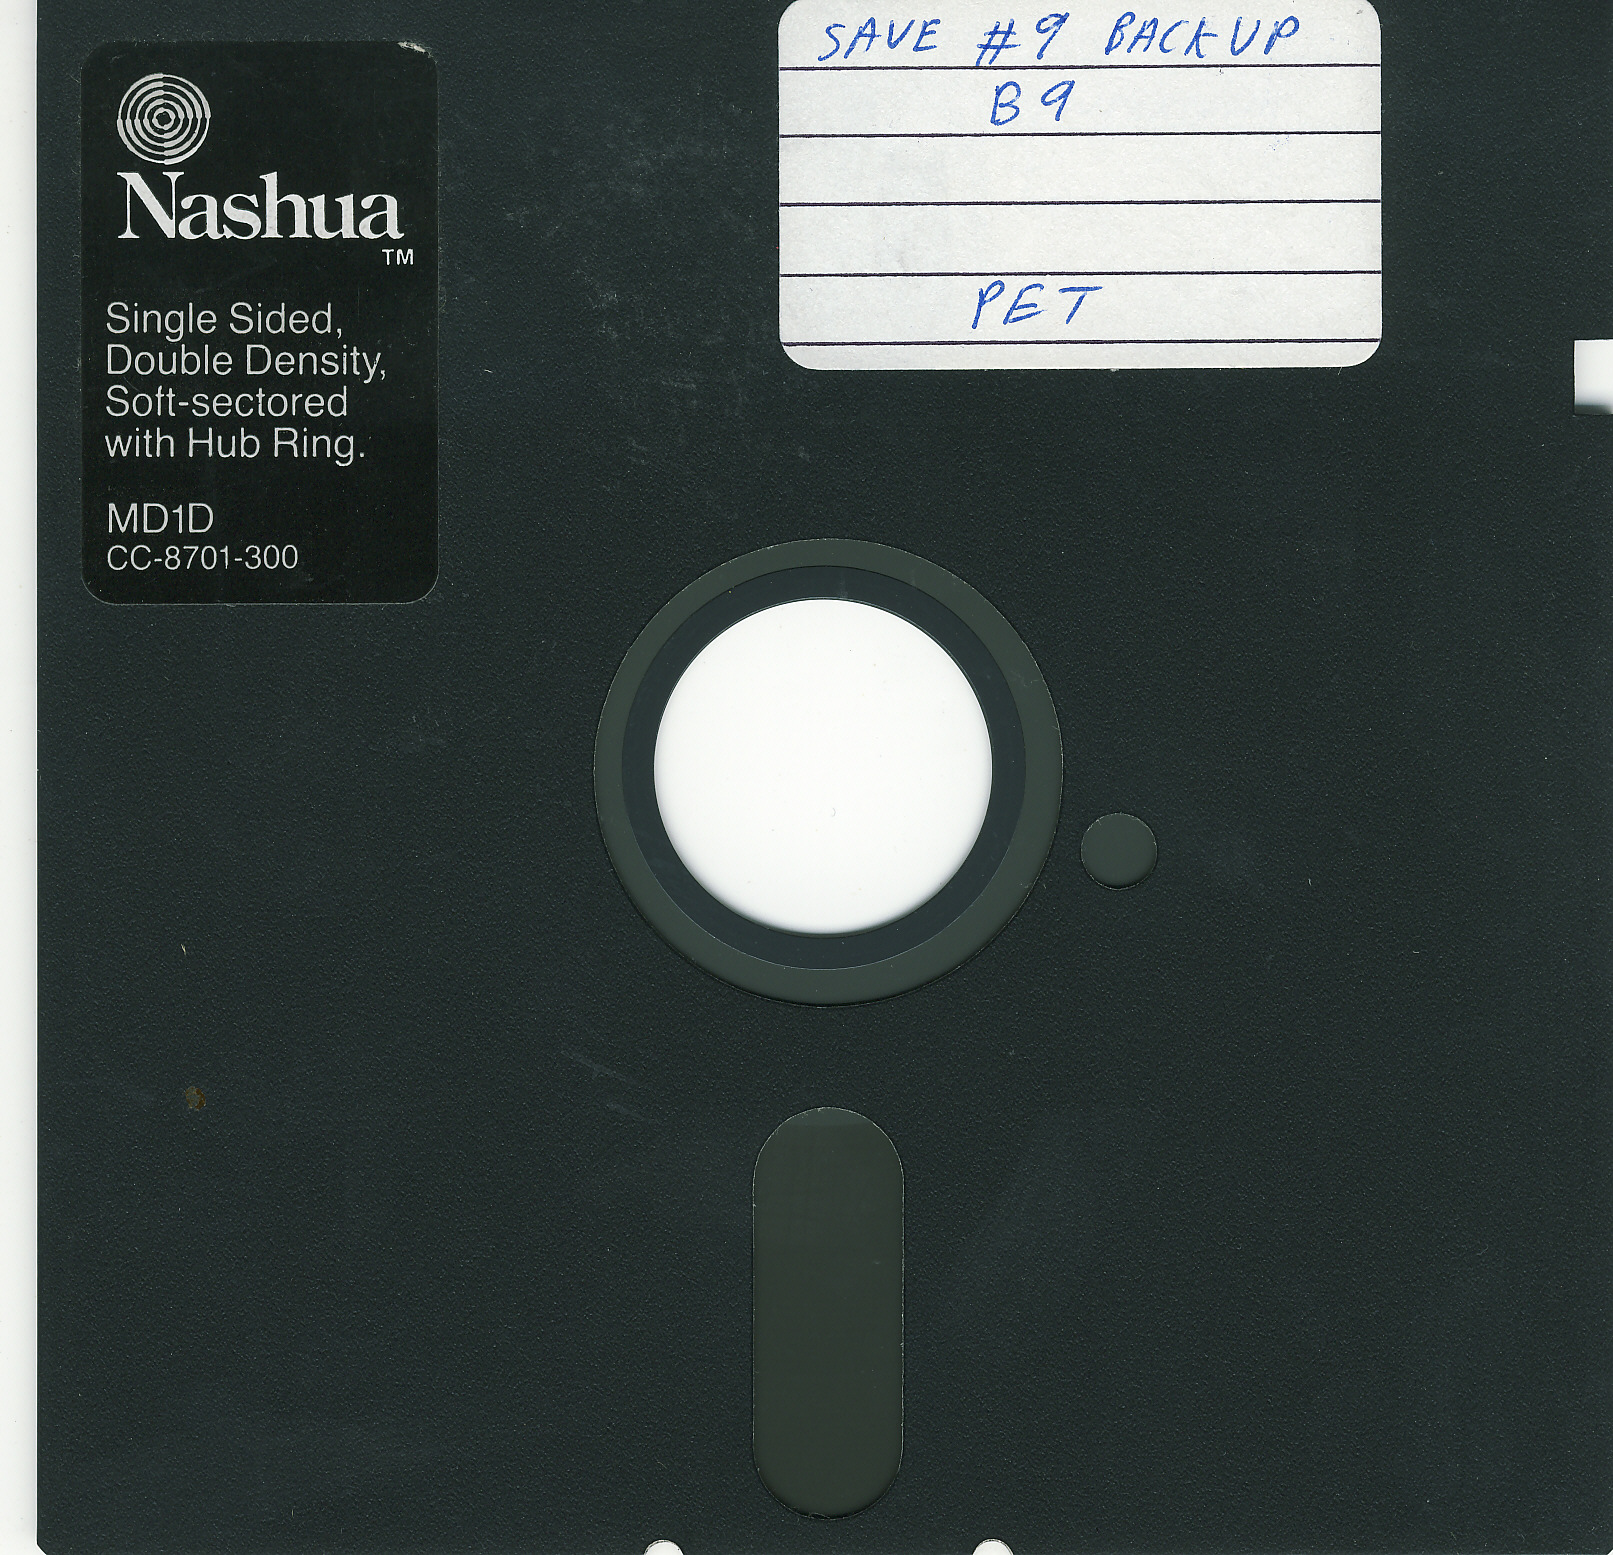 Nashua
TM
Single Sided,
Double Density,
Soft-sectored
with Hub Ring.
MD1D
CC-8701-300
SAVE #9 BACKUP
B9
PET